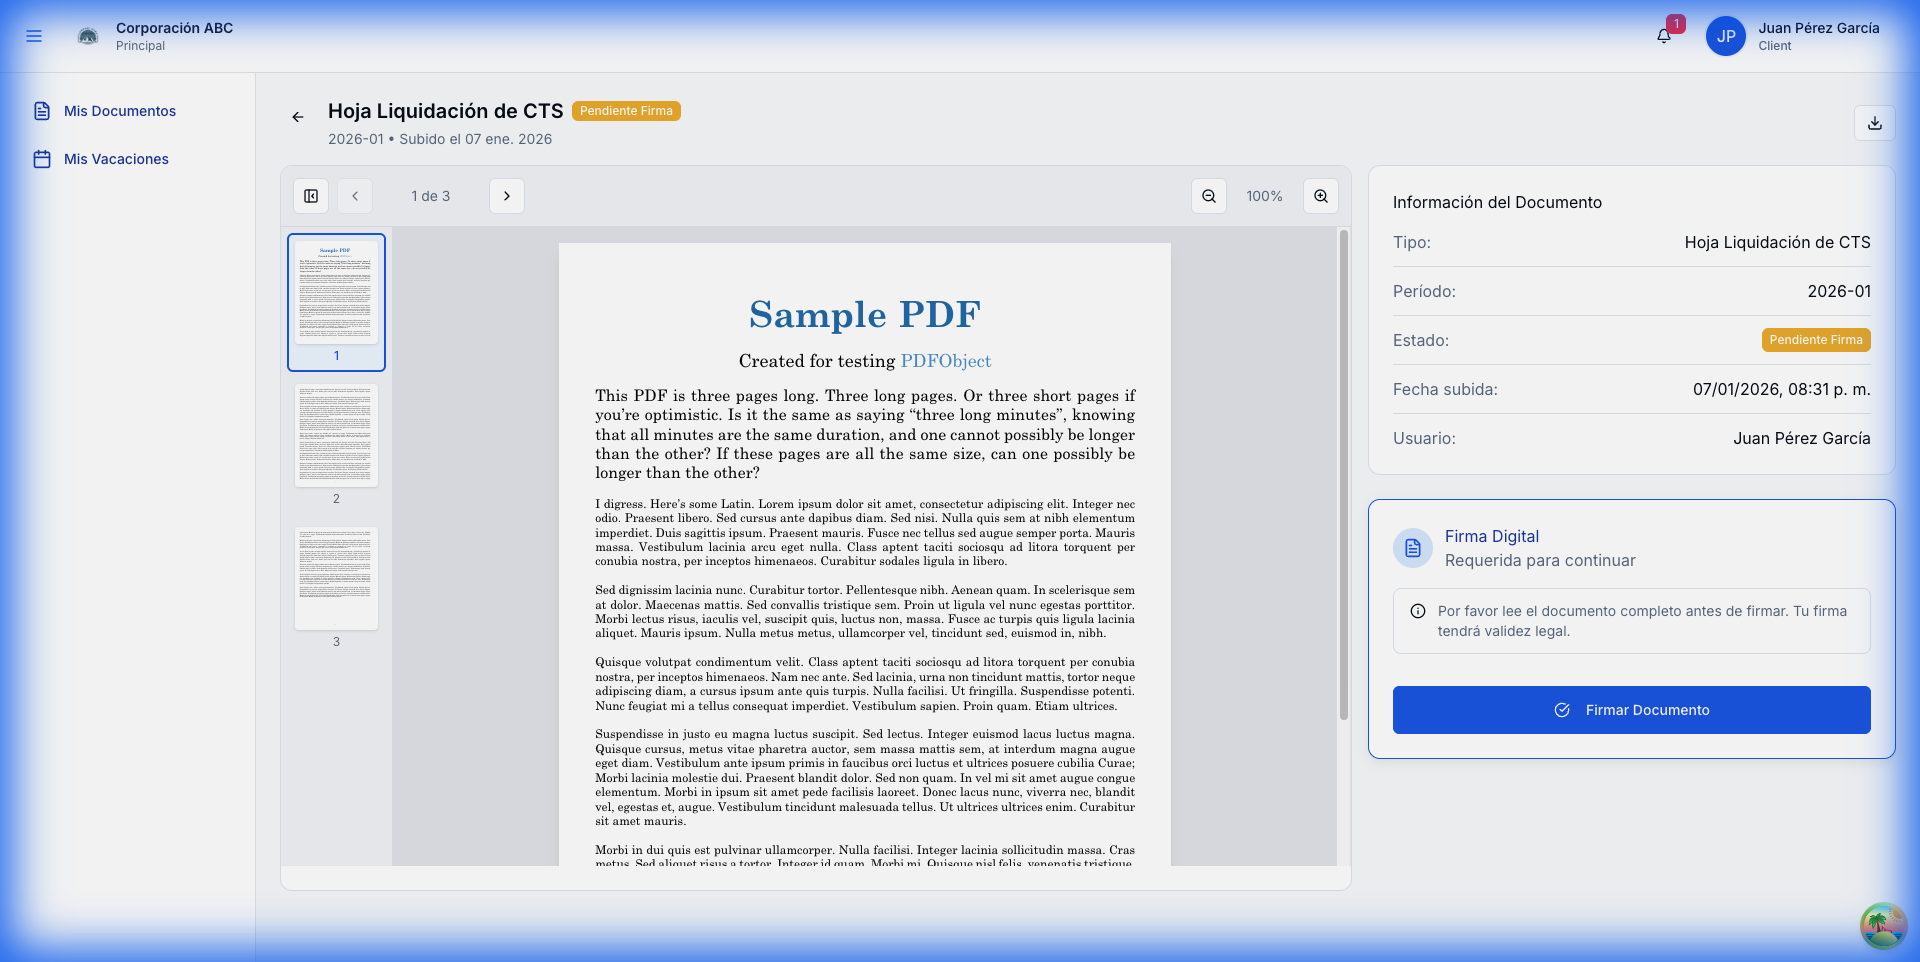 Corporación ABC
Principal
1
JP
Juan Pérez García
Client
Mis Documentos
Mis Vacaciones
Hoja Liquidación de CTS
Pendiente Firma
2026-01 • Subido el 07 ene. 2026
1 de 3
100%
Sample PDF
1
2
3
Sample PDF
Created for testing PDFObject
This PDF is three pages long. Three long pages. Or three short pages if
you’re optimistic. Is it the same as saying “three long minutes”, knowing
that all minutes are the same duration, and one cannot possibly be longer
than the other? If these pages are all the same size, can one possibly be
longer than the other?
I digress. Here’s some Latin. Lorem ipsum dolor sit amet, consectetur adipiscing elit. Integer nec
odio. Praesent libero. Sed cursus ante dapibus diam. Sed nisi. Nulla quis sem at nibh elementum
imperdiet. Duis sagittis ipsum. Praesent mauris. Fusce nec tellus sed augue semper porta. Mauris
massa. Vestibulum lacinia arcu eget nulla. Class aptent taciti sociosqu ad litora torquent per
conubia nostra, per inceptos himenaeos. Curabitur sodales ligula in libero.
Sed dignissim lacinia nunc. Curabitur tortor. Pellentesque nibh. Aenean quam. In scelerisque sem
at dolor. Maecenas mattis. Sed convallis tristique sem. Proin ut ligula vel nunc egestas porttitor.
Morbi lectus risus, iaculis vel, suscipit quis, luctus non, massa. Fusce ac turpis quis ligula lacinia
aliquet. Mauris ipsum. Nulla metus metus, ullamcorper vel, tincidunt sed, euismod in, nibh.
Quisque volutpat condimentum velit. Class aptent taciti sociosqu ad litora torquent per conubia
nostra, per inceptos himenaeos. Nam nec ante. Sed lacinia, urna non tincidunt mattis, tortor neque
adipiscing diam, a cursus ipsum ante quis turpis. Nulla facilisi. Ut fringilla. Suspendisse potenti.
Nunc feugiat mi a tellus consequat imperdiet. Vestibulum sapien. Proin quam. Etiam ultrices.
Suspendisse in justo eu magna luctus suscipit. Sed lectus. Integer euismod lacus luctus magna.
Quisque cursus, metus vitae pharetra auctor, sem massa mattis sem, at interdum magna augue
eget diam. Vestibulum ante ipsum primis in faucibus orci luctus et ultrices posuere cubilia Curae;
Morbi lacinia molestie dui. Praesent blandit dolor. Sed non quam. In vel mi sit amet augue congue
elementum. Morbi in ipsum sit amet pede facilisis laoreet. Donec lacus nunc, viverra nec, blandit
vel, egestas et, augue. Vestibulum tincidunt malesuada tellus. Ut ultrices ultrices enim. Curabitur
sit amet mauris.
Morbi in dui quis est pulvinar ullamcorper. Nulla facilisi. Integer lacinia sollicitudin massa. Cras
metus. Sed aliquet risus a tortor. Integer id quam. Morbi mi. Quisque nisl felis, venenatis tristique,
Información del Documento
Tipo: Hoja Liquidación de CTS
Período: 2026-01
Estado: Pendiente Firma
Fecha subida: 07/01/2026, 08:31 p. m.
Usuario: Juan Pérez García
Firma Digital
Requerida para continuar
Por favor lee el documento completo antes de firmar. Tu firma
tendrá validez legal.
Firmar Documento